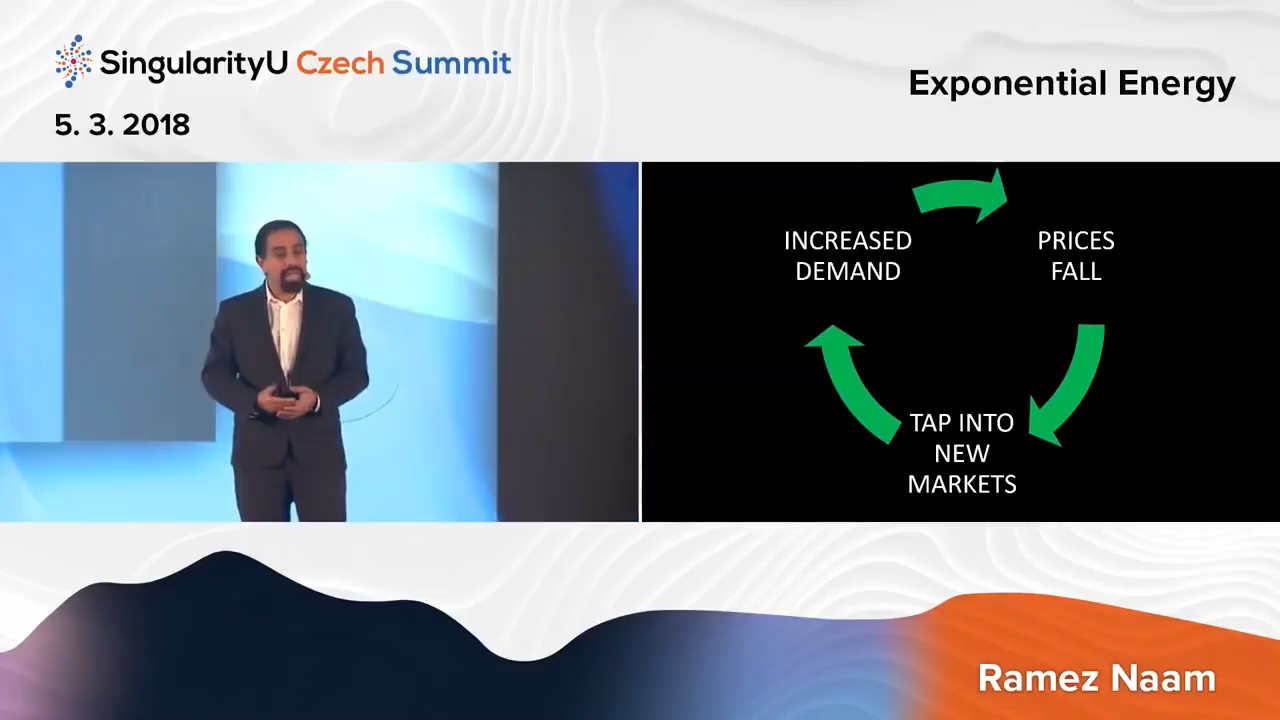 SingularityU Czech Summit
5. 3. 2018
Exponential Energy
INCREASED
DEMAND
PRICES
FALL
TAP INTO
NEW
MARKETS
Ramez Naam